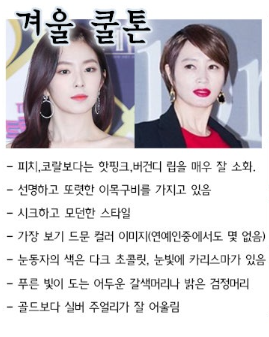 겨울 쿨톤
- 피치,코랄보다는 핫핑크,버건디 립을 매우 잘 소화.
- 선명하고 또렷한 이목구비를 가지고 있음
- 시크하고 모던한 스타일
- 가장 보기 드문 컬러 이미지(연예인중에서도 몇 없음)
- 눈동자의 색은 다크 초콜릿, 눈빛에 카리스마가 있음
- 푸른 빛이 도는 어두운 갈색머리나 밝은 검정머리
- 골드보다 실버 주얼리가 잘 어울림